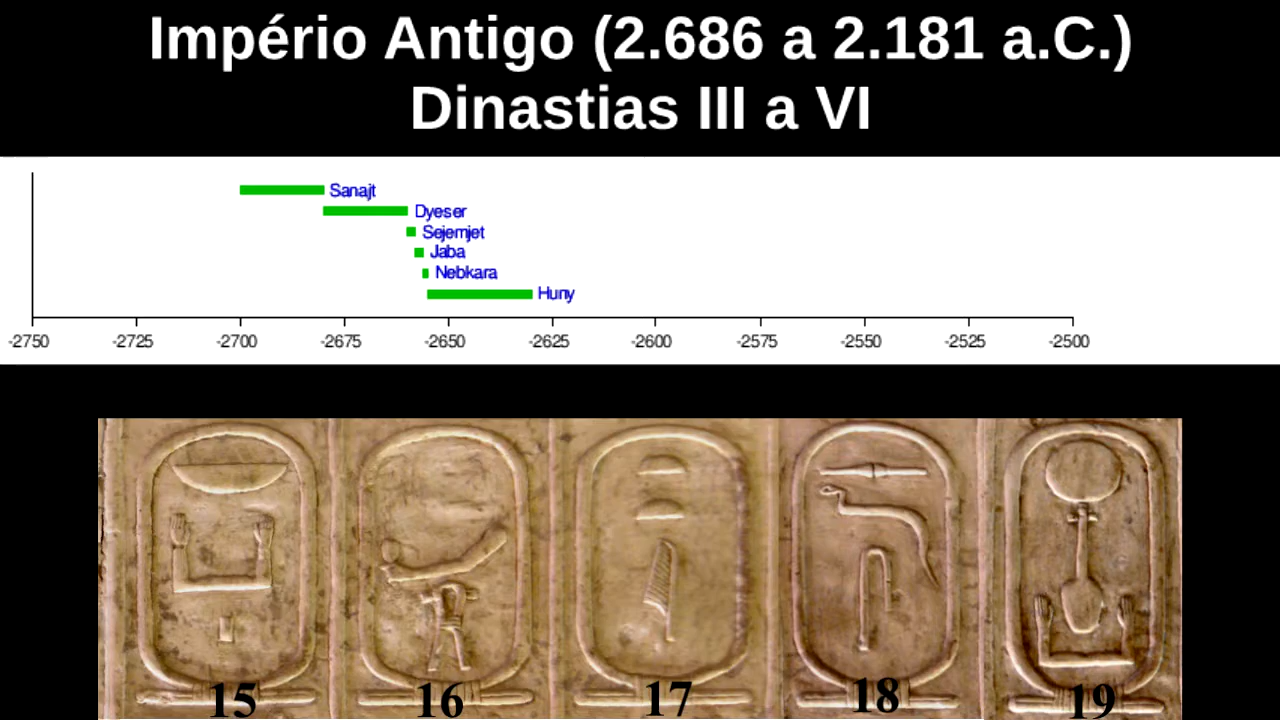 Império Antigo (2.686 a 2.181 a.C.)
Dinastias III a VI
Sanajt
Dyeser
Sejemjet
Jaba
Nebkara
Huny
-2750 -2725 -2700 -2675 -2650 -2625 -2600 -2575 -2550 -2525 -2500
15 16 17 18 19